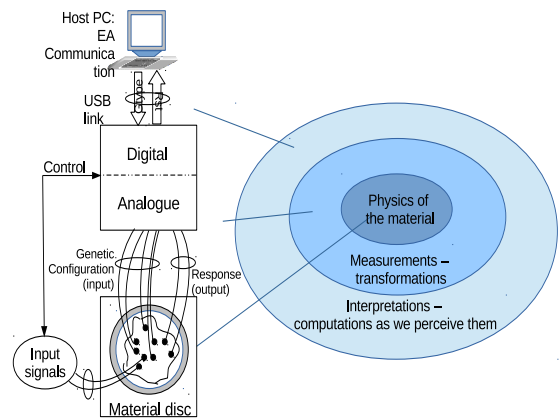 Host PC:
EA
Communica
tion
USB
link
Gtype
Digital
Control
Analogue
Genetic
Configuration
(input)
Response
(output)
Input
signals
Material disc
Physics of
the material
Measurements –
transformations
Interpretations –
computations as we perceive them